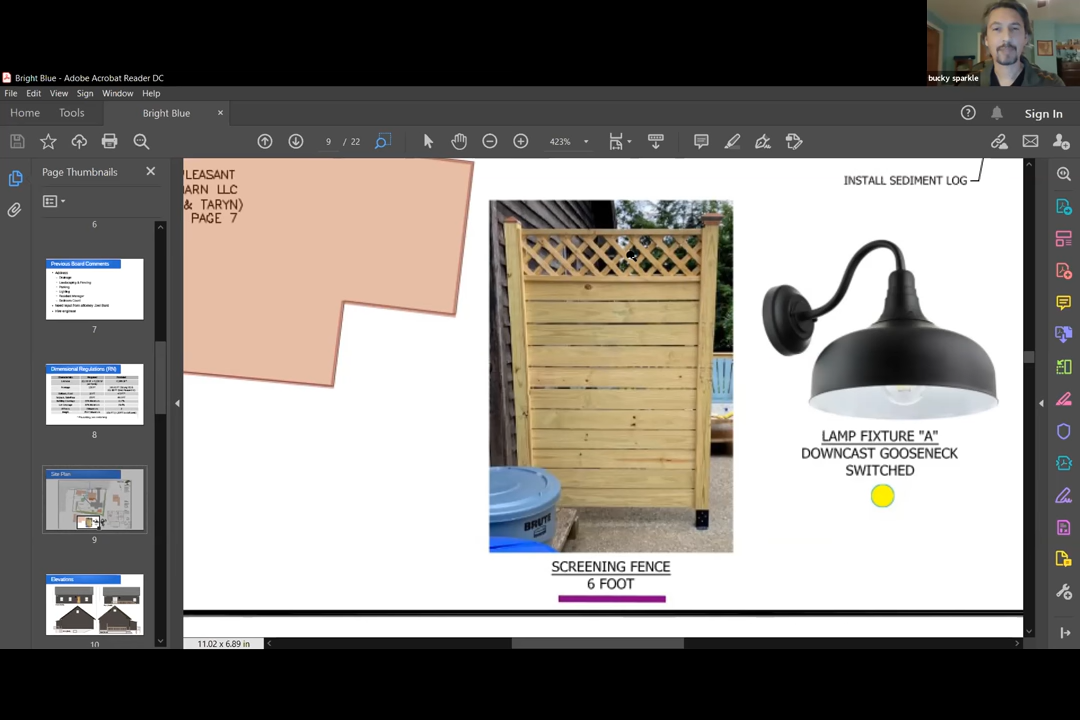 bucky sparkle
Bright Blue - Adobe Acrobat Reader DC
File Edit View Sign Window Help
Home Tools Bright Blue × Sign In
9 / 22 423%
Page Thumbnails ×
6
Previous Board Comments
7
Dimensional Regulations
8
Site Plan
9
Elevations
10
LEASANT
ARN LLC
& TARYN)
PAGE 7
INSTALL SEDIMENT LOG
BRUTE
SCREENING FENCE
6 FOOT
LAMP FIXTURE "A"
DOWNCAST GOOSENECK
SWITCHED
11.02 x 6.89 in